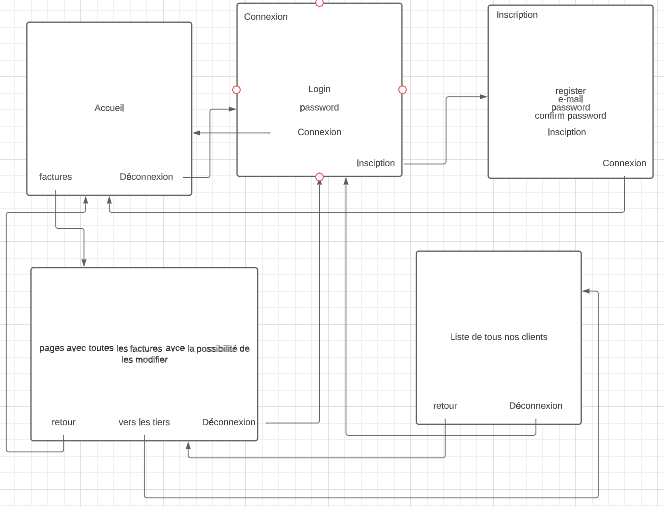 Connexion
Login
password
Connexion
Insciption
Inscription
register
e-mail
password
confirm password
Insciption
Connexion
Accueil
factures
Déconnexion
pages avec toutes les factures avce la possibilité de
les modifier
retour
vers les tiers
Déconnexion
Liste de tous nos clients
retour
Déconnexion